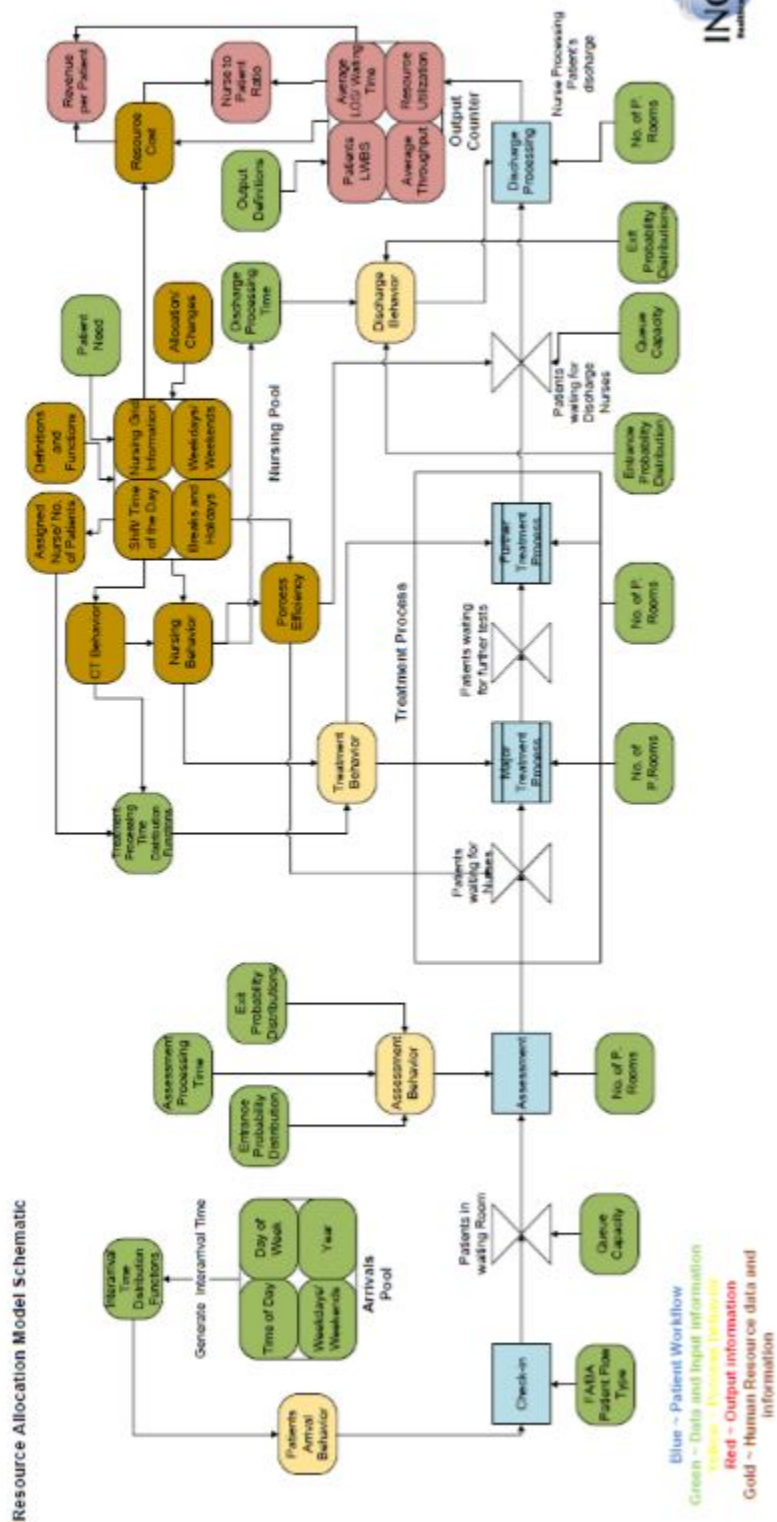 Resource Allocation Model Schematic
Interarrival
Time
Distribution
Functions
Generate Interarrival Time
Time of Day
Day of
Week
Weekdays/
Weekends
Year
Arrivals
Pool
Patients
Arrival
Behavior
Check-in
Patient Flow
Type
Patients in
waiting Room
Queue
Capacity
Entrance
Probability
Distribution
Assessment
Processing
Time
Exit
Probability
Distributions
Assessment
Behavior
Assessment
No. of P.
Rooms
Treatment
Processing
Time
Distribution
Functions
CT Behavior
Nursing
Behavior
Assigned
Nurse/ No.
of Patients
Definitions
and
Functions
Patient
Need
Shift/ Time
of the Day
Nursing Grid
Information
Breaks and
Holidays
Weekdays/
Weekends
Allocation/
Changes
Nursing Pool
Porcess
Efficiency
Treatment
Behavior
Treatment Process
Patients
waiting for
Nurses
Major
Treatment
Process
No. of
P.Rooms
Patients waiting
for further tests
Further
Treatment
Process
No. of P.
Rooms
Discharge
Processing
Time
Discharge
Behavior
Patients
waiting for
Discharge
Nurses
Entrance
Probability
Distribution
Queue
Capacity
Exit
Probability
Distributions
Discharge
Processing
Nurse Processing
Patient's
discharge
No. of P.
Rooms
Output
Definitions
Patients
LWBS
Average
LOS/ Waiting
Time
Average
Throughput
Resource
Utilization
Output
Counter
Resource
Cost
Revenue
per Patient
Nurse to
Patient
Ratio
Blue ~ Patient Workflow
Green ~ Data and Input information
Yellow ~ Process behavior
Red ~ Output information
Gold ~ Human Resource data and
information